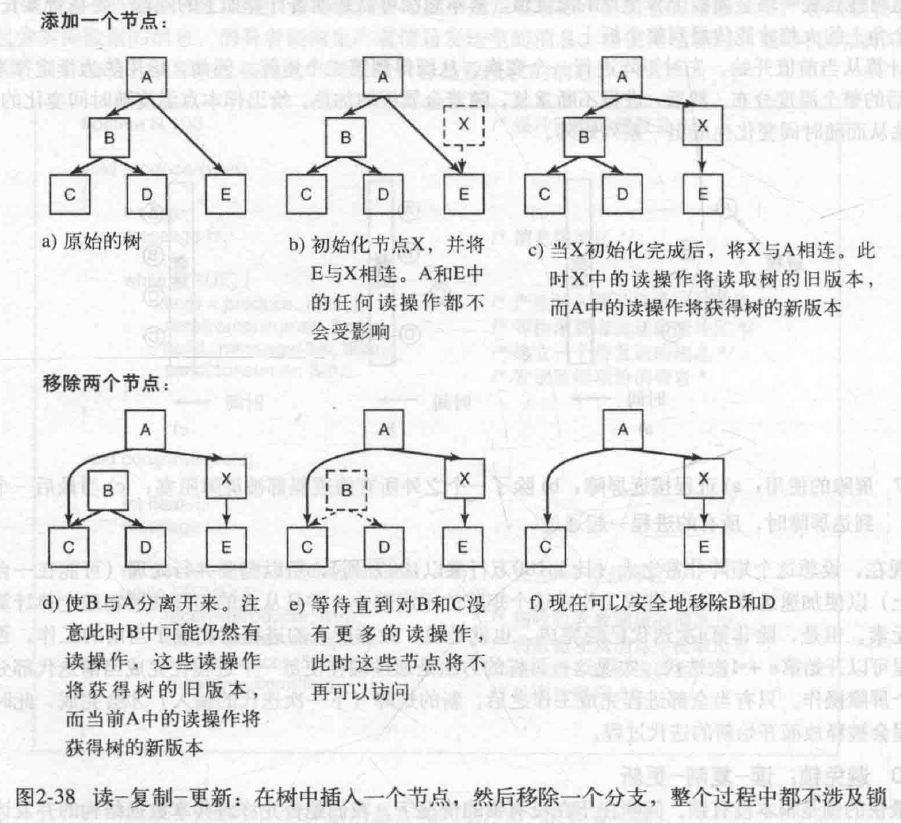 添加一个节点：
A
B
C
D
E
A
X
B
C
D
E
A
X
B
C
D
E
a) 原始的树
b) 初始化节点X，并将
E与X相连。A和E中
的任何读操作都不
会受影响
c) 当X初始化完成后，将X与A相连。此
时X中的读操作将读取树的旧版本，
而A中的读操作将获得树的新版本
移除两个节点：
A
B
X
C
D
E
A
B
X
C
D
E
A
X
C
E
d) 使B与A分离开来。注
意此时B中可能仍然有
读操作。这些读操作
将获得树的旧版本，
而当前A中的读操作将
获得树的新版本
e) 等待直到对B和C没
有更多的读操作，
此时这些节点将不
再可以访问
f) 现在可以安全地移除B和D
图2-38 读-复制-更新：在树中插入一个节点，然后移除一个分支，整个过程中都不涉及锁